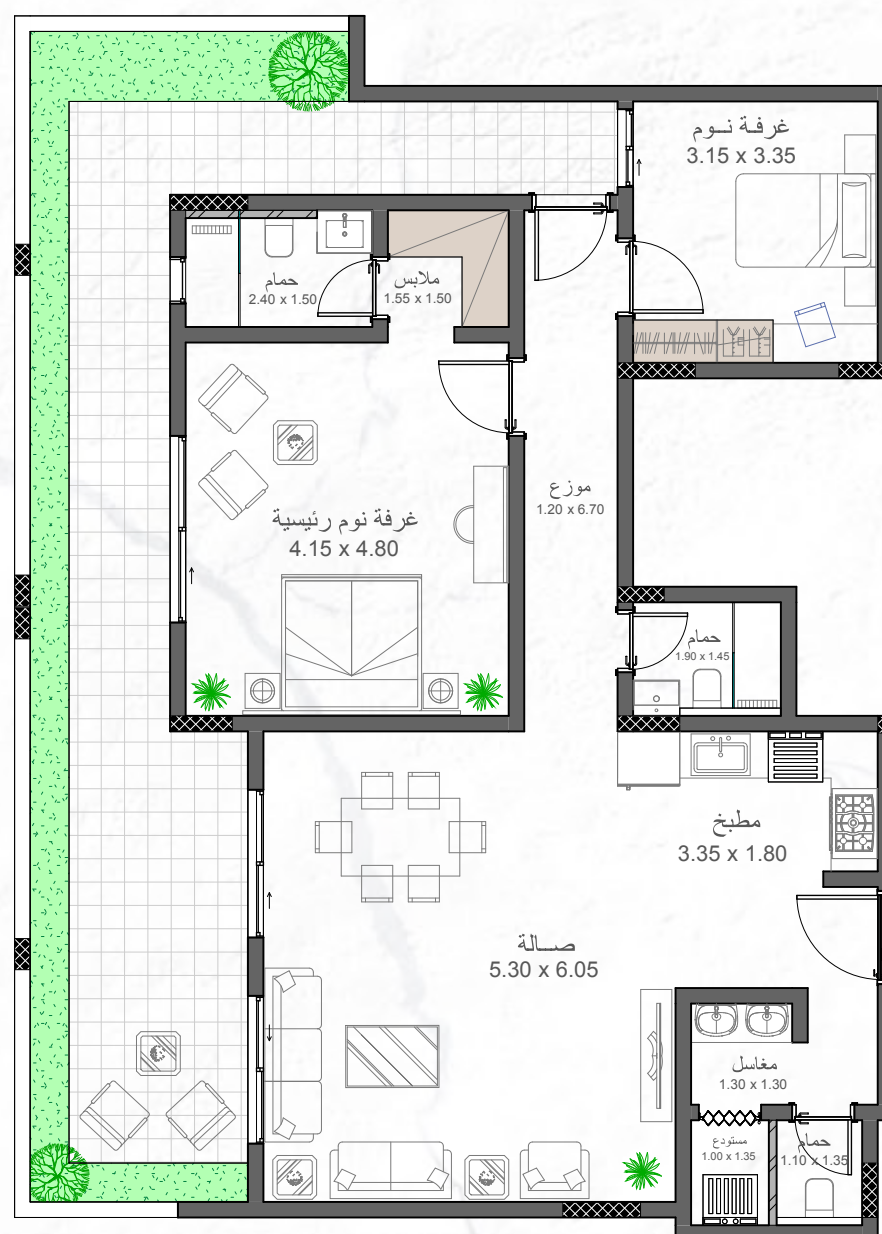 غرفة نوم
3.15 x 3.35
حمام
2.40 x 1.50
ملابس
1.55 x 1.50
موزع
1.20 x 6.70
غرفة نوم رئيسية
4.15 x 4.80
حمام
1.90 x 1.45
مطبخ
3.35 x 1.80
صالة
5.30 x 6.05
مغاسل
1.30 x 1.30
حمام
1.10 x 1.35
مستودع
1.00 x 1.35